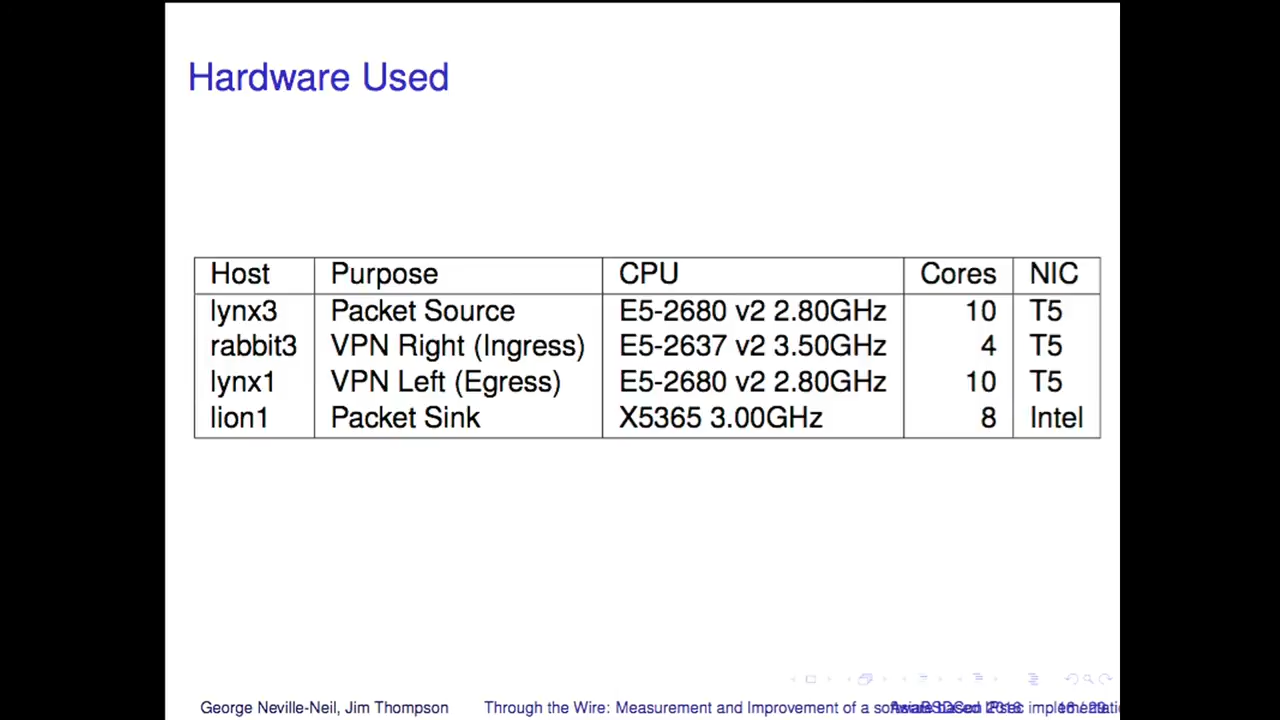 Hardware Used
Host Purpose CPU Cores NIC
lynx3 Packet Source E5-2680 v2 2.80GHz 10 T5
rabbit3 VPN Right (Ingress) E5-2637 v2 3.50GHz 4 T5
lynx1 VPN Left (Egress) E5-2680 v2 2.80GHz 10 T5
lion1 Packet Sink X5365 3.00GHz 8 Intel
George Neville-Neil, Jim Thompson Through the Wire: Measurement and Improvement of a